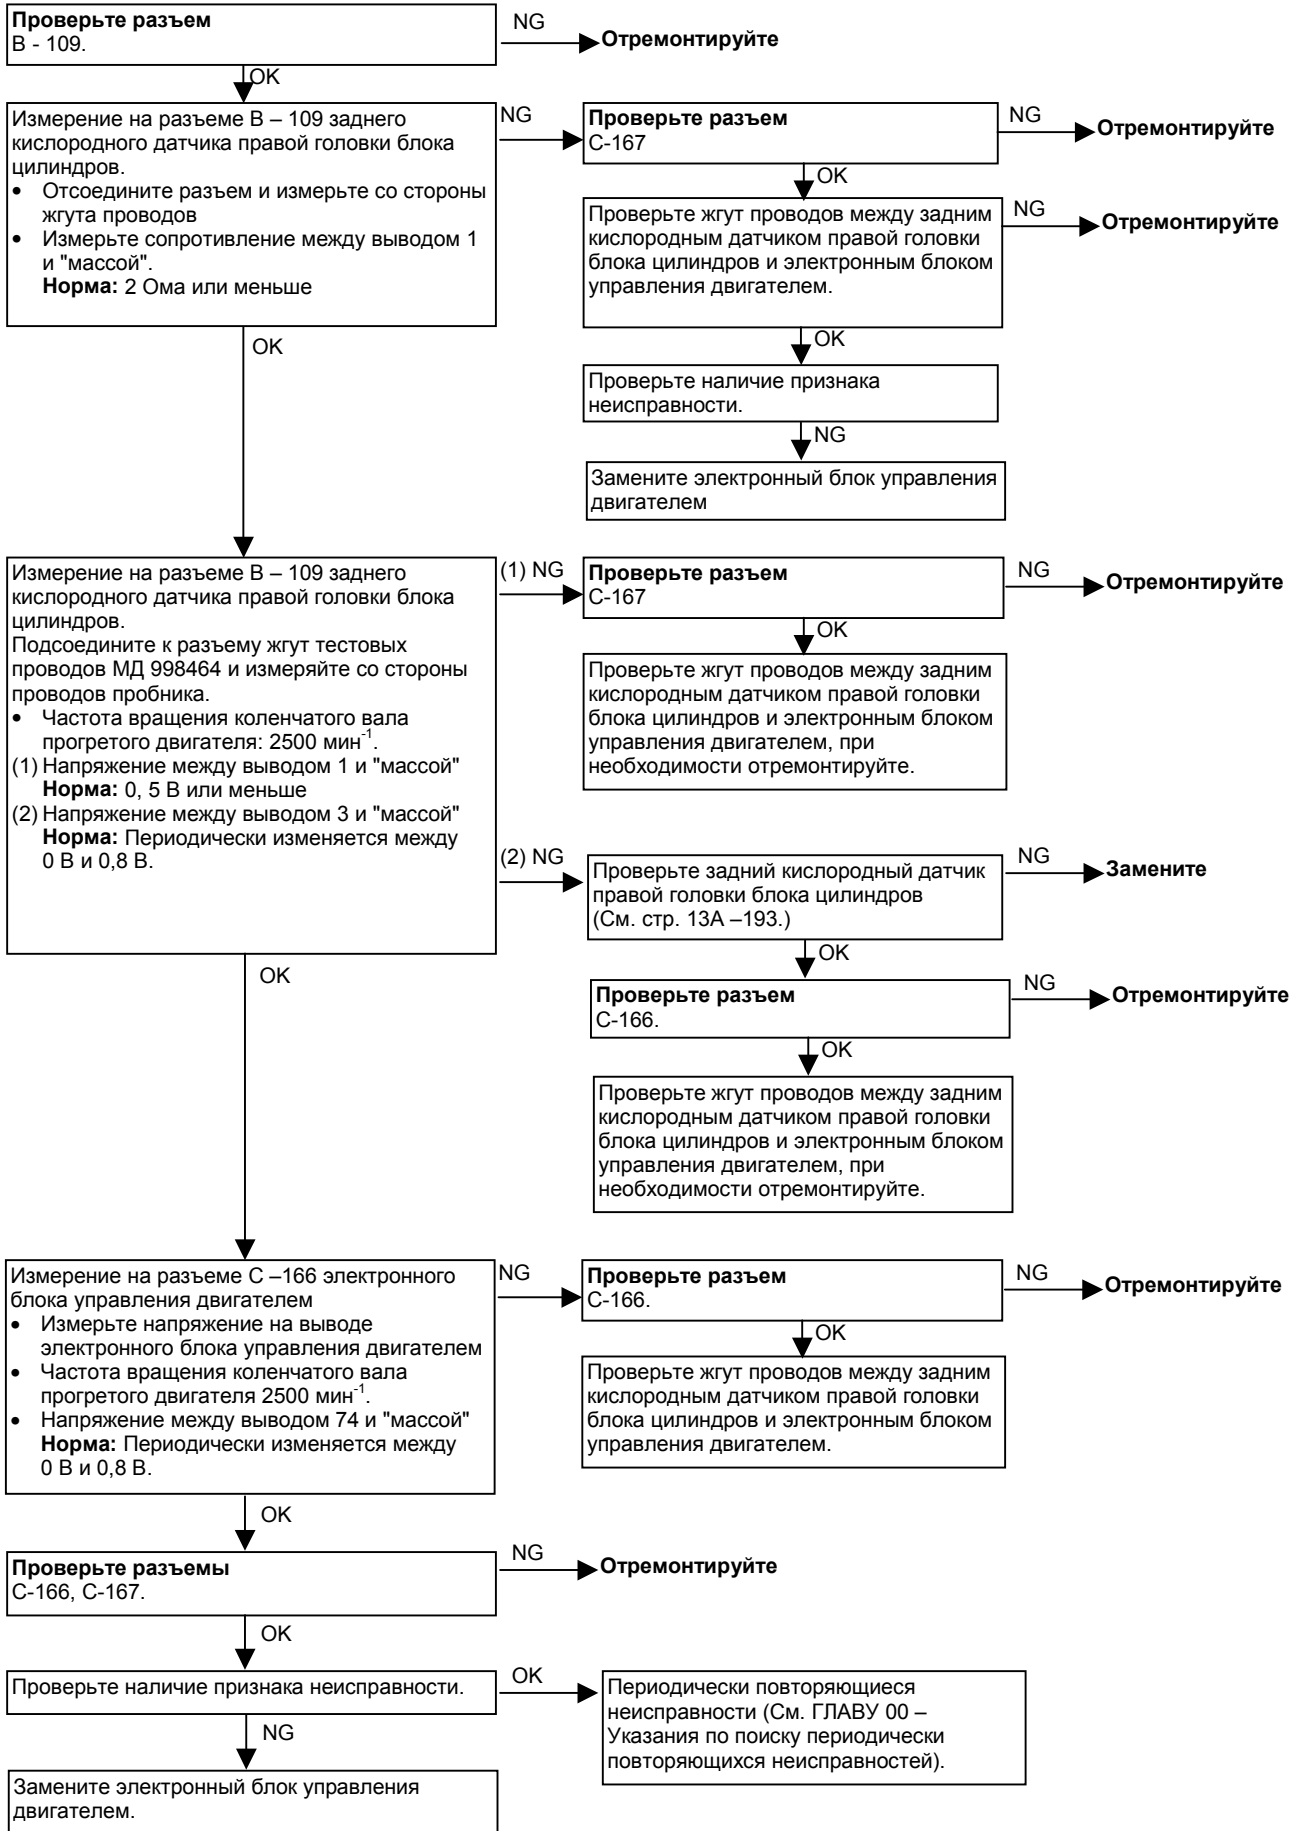 Проверьте разъем
В - 109.
NG
Отремонтируйте
OK
Измерение на разъеме В – 109 заднего
кислородного датчика правой головки блока
цилиндров.
• Отсоедините разъем и измерьте со стороны
жгута проводов
• Измерьте сопротивление между выводом 1
и "массой".
Норма: 2 Ома или меньше
NG
Проверьте разъем
С-167
NG
Отремонтируйте
OK
Проверьте жгут проводов между задним
кислородным датчиком правой головки
блока цилиндров и электронным блоком
управления двигателем.
NG
Отремонтируйте
OK
Проверьте наличие признака
неисправности.
NG
Замените электронный блок управления
двигателем
OK
Измерение на разъеме В – 109 заднего
кислородного датчика правой головки блока
цилиндров.
Подсоедините к разъему жгут тестовых
проводов МД 998464 и измеряйте со стороны
проводов пробника.
• Частота вращения коленчатого вала
прогретого двигателя: 2500 мин-1.
(1) Напряжение между выводом 1 и "массой"
Норма: 0, 5 В или меньше
(2) Напряжение между выводом 3 и "массой"
Норма: Периодически изменяется между
0 В и 0,8 В.
(1) NG
Проверьте разъем
С-167
NG
Отремонтируйте
OK
Проверьте жгут проводов между задним
кислородным датчиком правой головки
блока цилиндров и электронным блоком
управления двигателем, при
необходимости отремонтируйте.
(2) NG
Проверьте задний кислородный датчик
правой головки блока цилиндров
(См. стр. 13А –193.)
NG
Замените
OK
Проверьте разъем
С-166.
NG
Отремонтируйте
OK
Проверьте жгут проводов между задним
кислородным датчиком правой головки
блока цилиндров и электронным блоком
управления двигателем, при
необходимости отремонтируйте.
OK
Измерение на разъеме С –166 электронного
блока управления двигателем
• Измерьте напряжение на выводе
электронного блока управления двигателем
• Частота вращения коленчатого вала
прогретого двигателя 2500 мин-1.
• Напряжение между выводом 74 и "массой"
Норма: Периодически изменяется между
0 В и 0,8 В.
NG
Проверьте разъем
С-166.
NG
Отремонтируйте
OK
Проверьте жгут проводов между задним
кислородным датчиком правой головки
блока цилиндров и электронным блоком
управления двигателем.
OK
Проверьте разъемы
С-166, С-167.
NG
Отремонтируйте
OK
Проверьте наличие признака неисправности.
OK
Периодически повторяющиеся
неисправности (См. ГЛАВУ 00 –
Указания по поиску периодически
повторяющихся неисправностей).
NG
Замените электронный блок управления
двигателем.